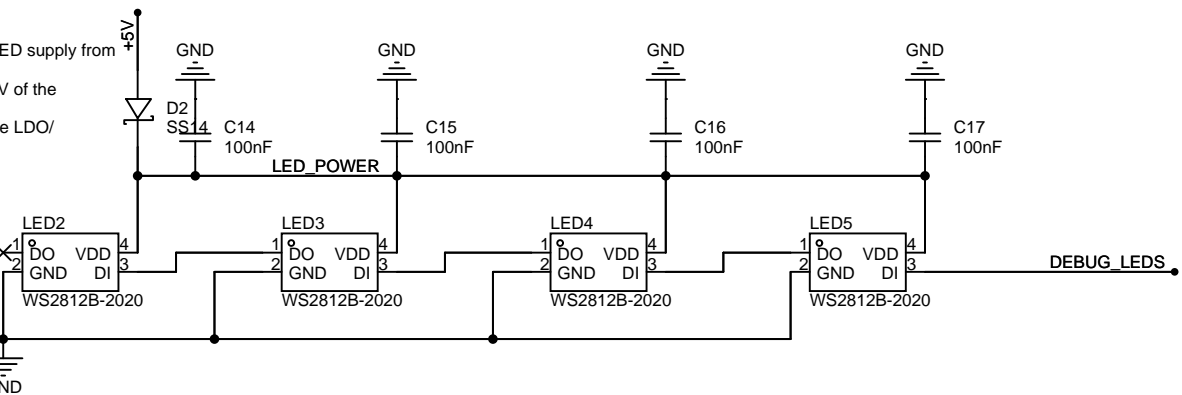 +5V
ED supply from
V of the
e LDO/
GND
GND
GND
GND
D2
SS14
C14
100nF
C15
100nF
C16
100nF
C17
100nF
LED_POWER
LED2
1 DO VDD 4
2 GND DI 3
WS2812B-2020
LED3
1 DO VDD 4
2 GND DI 3
WS2812B-2020
LED4
1 DO VDD 4
2 GND DI 3
WS2812B-2020
LED5
1 DO VDD 4
2 GND DI 3
WS2812B-2020
DEBUG_LEDS
ND